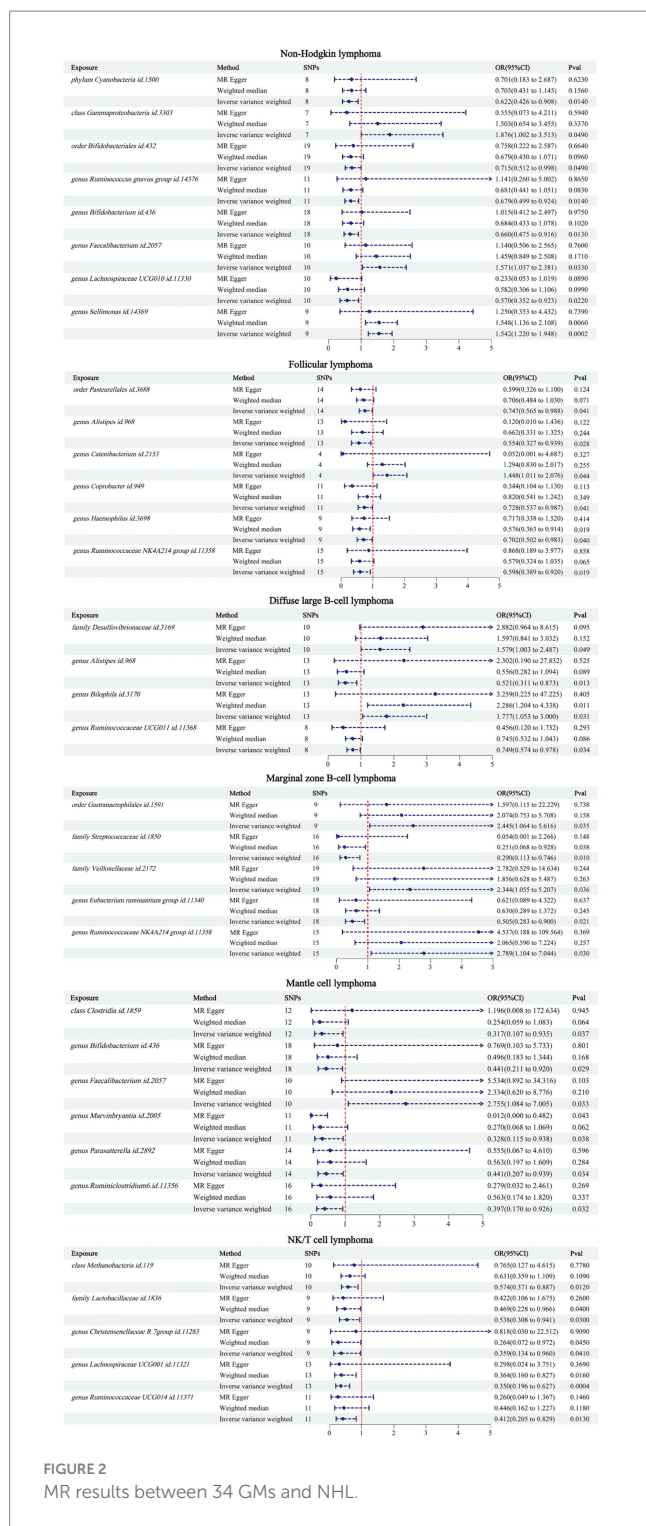 Non-Hodgkin lymphoma
Exposure Method SNPs OR(95%CI) Pval
phylum Cyanobacteria id.1500 MR Egger 8 0.701(0.183 to 2.687) 0.6230
Weighted median 8 0.703(0.431 to 1.145) 0.1560
Inverse variance weighted 8 0.622(0.426 to 0.908) 0.0140
class Gammaproteobacteria id.3303 MR Egger 7 0.555(0.073 to 4.211) 0.5940
Weighted median 7 1.503(0.654 to 3.455) 0.3370
Inverse variance weighted 7 1.876(1.002 to 3.513) 0.0490
order Bifidobacteriales id.432 MR Egger 19 0.758(0.222 to 2.587) 0.6640
Weighted median 19 0.679(0.430 to 1.071) 0.0960
Inverse variance weighted 19 0.715(0.512 to 0.998) 0.0490
genus Ruminococcus gnavus group id.14376 MR Egger 11 1.141(0.260 to 5.002) 0.8650
Weighted median 11 0.681(0.441 to 1.051) 0.0830
Inverse variance weighted 11 0.679(0.499 to 0.924) 0.0140
genus Bifidobacterium id.436 MR Egger 18 1.015(0.412 to 2.497) 0.9750
Weighted median 18 0.684(0.433 to 1.078) 0.1020
Inverse variance weighted 18 0.660(0.475 to 0.916) 0.0130
genus Faecalibacterium id.2057 MR Egger 10 1.140(0.506 to 2.565) 0.7600
Weighted median 10 1.459(0.849 to 2.508) 0.1710
Inverse variance weighted 10 1.571(1.037 to 2.381) 0.0330
genus Lachnospiraceae UCG010 id.11330 MR Egger 10 0.233(0.053 to 1.019) 0.0890
Weighted median 10 0.582(0.306 to 1.106) 0.0990
Inverse variance weighted 10 0.570(0.352 to 0.923) 0.0220
genus Sellimonas id.14369 MR Egger 9 1.250(0.353 to 4.432) 0.7390
Weighted median 9 1.548(1.136 to 2.108) 0.0060
Inverse variance weighted 9 1.542(1.220 to 1.948) 0.0002
0 1 2 3 4 5
Follicular lymphoma
Exposure Method SNPs OR(95%CI) Pval
order Pasteurellales id.3688 MR Egger 14 0.599(0.326 to 1.100) 0.124
Weighted median 14 0.706(0.484 to 1.030) 0.071
Inverse variance weighted 14 0.747(0.565 to 0.988) 0.041
genus Alistipes id.968 MR Egger 13 0.120(0.010 to 1.436) 0.122
Weighted median 13 0.662(0.331 to 1.325) 0.244
Inverse variance weighted 13 0.554(0.327 to 0.939) 0.028
genus Catenibacterium id.2153 MR Egger 4 0.052(0.001 to 4.687) 0.327
Weighted median 4 1.294(0.830 to 2.017) 0.255
Inverse variance weighted 4 1.448(1.011 to 2.076) 0.044
genus Coprobacter id.949 MR Egger 11 0.344(0.104 to 1.130) 0.113
Weighted median 11 0.820(0.541 to 1.242) 0.349
Inverse variance weighted 11 0.728(0.537 to 0.987) 0.041
genus Haemophilus id.3698 MR Egger 9 0.717(0.338 to 1.520) 0.414
Weighted median 9 0.576(0.363 to 0.914) 0.019
Inverse variance weighted 9 0.702(0.502 to 0.983) 0.040
genus Ruminococcaceae NK4A214 group id.11358 MR Egger 15 0.868(0.189 to 3.977) 0.858
Weighted median 15 0.579(0.324 to 1.035) 0.065
Inverse variance weighted 15 0.598(0.389 to 0.920) 0.019
0 1 2 3 4 5
Diffuse large B-cell lymphoma
Exposure Method SNPs OR(95%CI) Pval
family Desulfovibrionaceae id.3169 MR Egger 10 2.882(0.964 to 8.615) 0.095
Weighted median 10 1.597(0.841 to 3.032) 0.152
Inverse variance weighted 10 1.579(1.003 to 2.487) 0.049
genus Alistipes id.968 MR Egger 13 2.302(0.190 to 27.832) 0.525
Weighted median 13 0.556(0.282 to 1.094) 0.089
Inverse variance weighted 13 0.521(0.311 to 0.873) 0.013
genus Bilophila id.3170 MR Egger 13 3.259(0.225 to 47.225) 0.405
Weighted median 13 2.286(1.204 to 4.338) 0.011
Inverse variance weighted 13 1.777(1.053 to 3.000) 0.031
genus Ruminococcaceae UCG011 id.11368 MR Egger 8 0.456(0.120 to 1.732) 0.293
Weighted median 8 0.745(0.532 to 1.043) 0.086
Inverse variance weighted 8 0.749(0.574 to 0.978) 0.034
0 1 2 3 4 5
Marginal zone B-cell lymphoma
Exposure Method SNPs OR(95%CI) Pval
order Gastranaerophilales id.1591 MR Egger 9 1.597(0.115 to 22.229) 0.738
Weighted median 9 2.074(0.753 to 5.708) 0.158
Inverse variance weighted 9 2.445(1.064 to 5.616) 0.035
family Streptococcaceae id.1850 MR Egger 16 0.054(0.001 to 2.266) 0.148
Weighted median 16 0.251(0.068 to 0.928) 0.038
Inverse variance weighted 16 0.290(0.113 to 0.746) 0.010
family Veillonellaceae id.2172 MR Egger 19 2.782(0.529 to 14.634) 0.244
Weighted median 19 1.856(0.628 to 5.487) 0.263
Inverse variance weighted 19 2.344(1.055 to 5.207) 0.036
genus Eubacterium ruminantium group id.11340 MR Egger 18 0.621(0.089 to 4.322) 0.637
Weighted median 18 0.630(0.289 to 1.372) 0.245
Inverse variance weighted 18 0.505(0.283 to 0.900) 0.021
genus Ruminococcaceae NK4A214 group id.11358 MR Egger 15 4.537(0.188 to 109.564) 0.369
Weighted median 15 2.065(0.590 to 7.224) 0.257
Inverse variance weighted 15 2.789(1.104 to 7.044) 0.030
0 1 2 3 4 5
Mantle cell lymphoma
Exposure Method SNPs OR(95%CI) Pval
class Clostridia id.1859 MR Egger 12 1.196(0.008 to 172.634) 0.945
Weighted median 12 0.254(0.059 to 1.083) 0.064
Inverse variance weighted 12 0.317(0.107 to 0.935) 0.037
genus Bifidobacterium id.436 MR Egger 18 0.769(0.103 to 5.733) 0.801
Weighted median 18 0.496(0.183 to 1.344) 0.168
Inverse variance weighted 18 0.441(0.211 to 0.920) 0.029
genus Faecalibacterium id.2057 MR Egger 10 5.534(0.892 to 34.316) 0.103
Weighted median 10 2.334(0.620 to 8.776) 0.210
Inverse variance weighted 10 2.755(1.084 to 7.005) 0.033
genus Marvinbryantia id.2005 MR Egger 11 0.012(0.000 to 0.482) 0.043
Weighted median 11 0.270(0.068 to 1.069) 0.062
Inverse variance weighted 11 0.328(0.115 to 0.938) 0.038
genus Parasutterella id.2892 MR Egger 14 0.555(0.067 to 4.610) 0.596
Weighted median 14 0.563(0.197 to 1.609) 0.284
Inverse variance weighted 14 0.441(0.207 to 0.939) 0.034
genus.Ruminiclostridium6.id.11356 MR Egger 16 0.279(0.032 to 2.461) 0.269
Weighted median 16 0.563(0.174 to 1.820) 0.337
Inverse variance weighted 16 0.397(0.170 to 0.926) 0.032
0 1 2 3 4 5
NK/T cell lymphoma
Exposure Method SNPs OR(95%CI) Pval
class Methanobacteria id.119 MR Egger 10 0.765(0.127 to 4.615) 0.7780
Weighted median 10 0.631(0.359 to 1.109) 0.1090
Inverse variance weighted 10 0.574(0.371 to 0.887) 0.0120
family Lactobacillaceae id.1836 MR Egger 9 0.422(0.106 to 1.675) 0.2600
Weighted median 9 0.469(0.228 to 0.966) 0.0400
Inverse variance weighted 9 0.538(0.308 to 0.941) 0.0300
genus Christensenellaceae R 7group id.11283 MR Egger 9 0.818(0.030 to 22.512) 0.9090
Weighted median 9 0.264(0.072 to 0.972) 0.0450
Inverse variance weighted 9 0.359(0.134 to 0.960) 0.0410
genus Lachnospiraceae UCG001 id.11321 MR Egger 13 0.298(0.024 to 3.751) 0.3690
Weighted median 13 0.364(0.160 to 0.827) 0.0160
Inverse variance weighted 13 0.350(0.196 to 0.627) 0.0004
genus Ruminococcaceae UCG014 id.11371 MR Egger 11 0.260(0.049 to 1.367) 0.1460
Weighted median 11 0.446(0.162 to 1.227) 0.1180
Inverse variance weighted 11 0.412(0.205 to 0.829) 0.0130
0 1 2 3 4 5
FIGURE 2
MR results between 34 GMs and NHL.